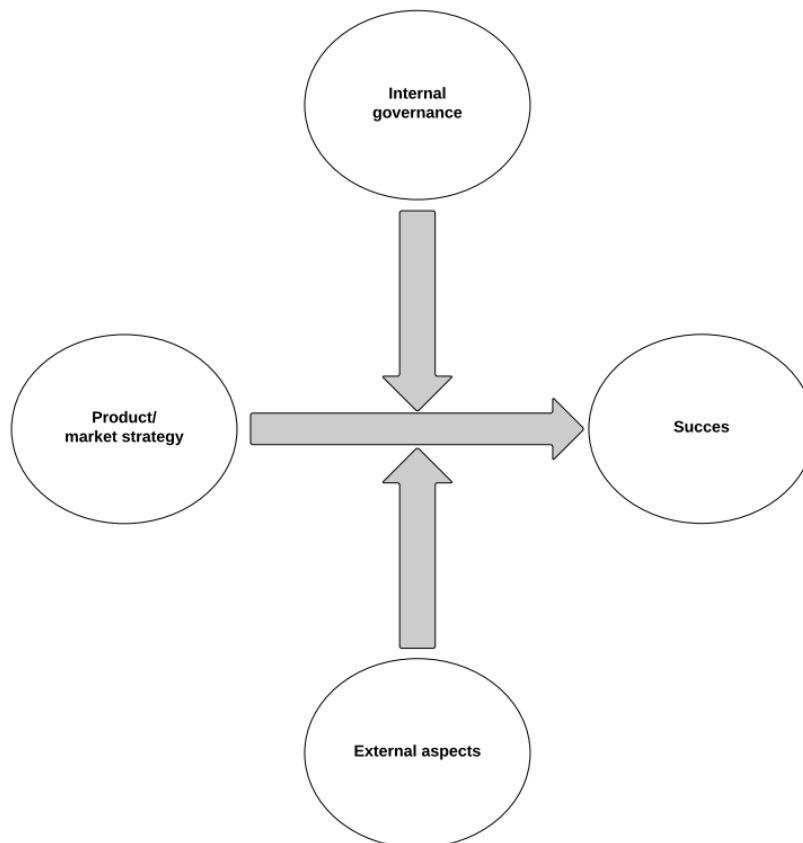 Internal
governance
Product/
market strategy
Succes
External aspects